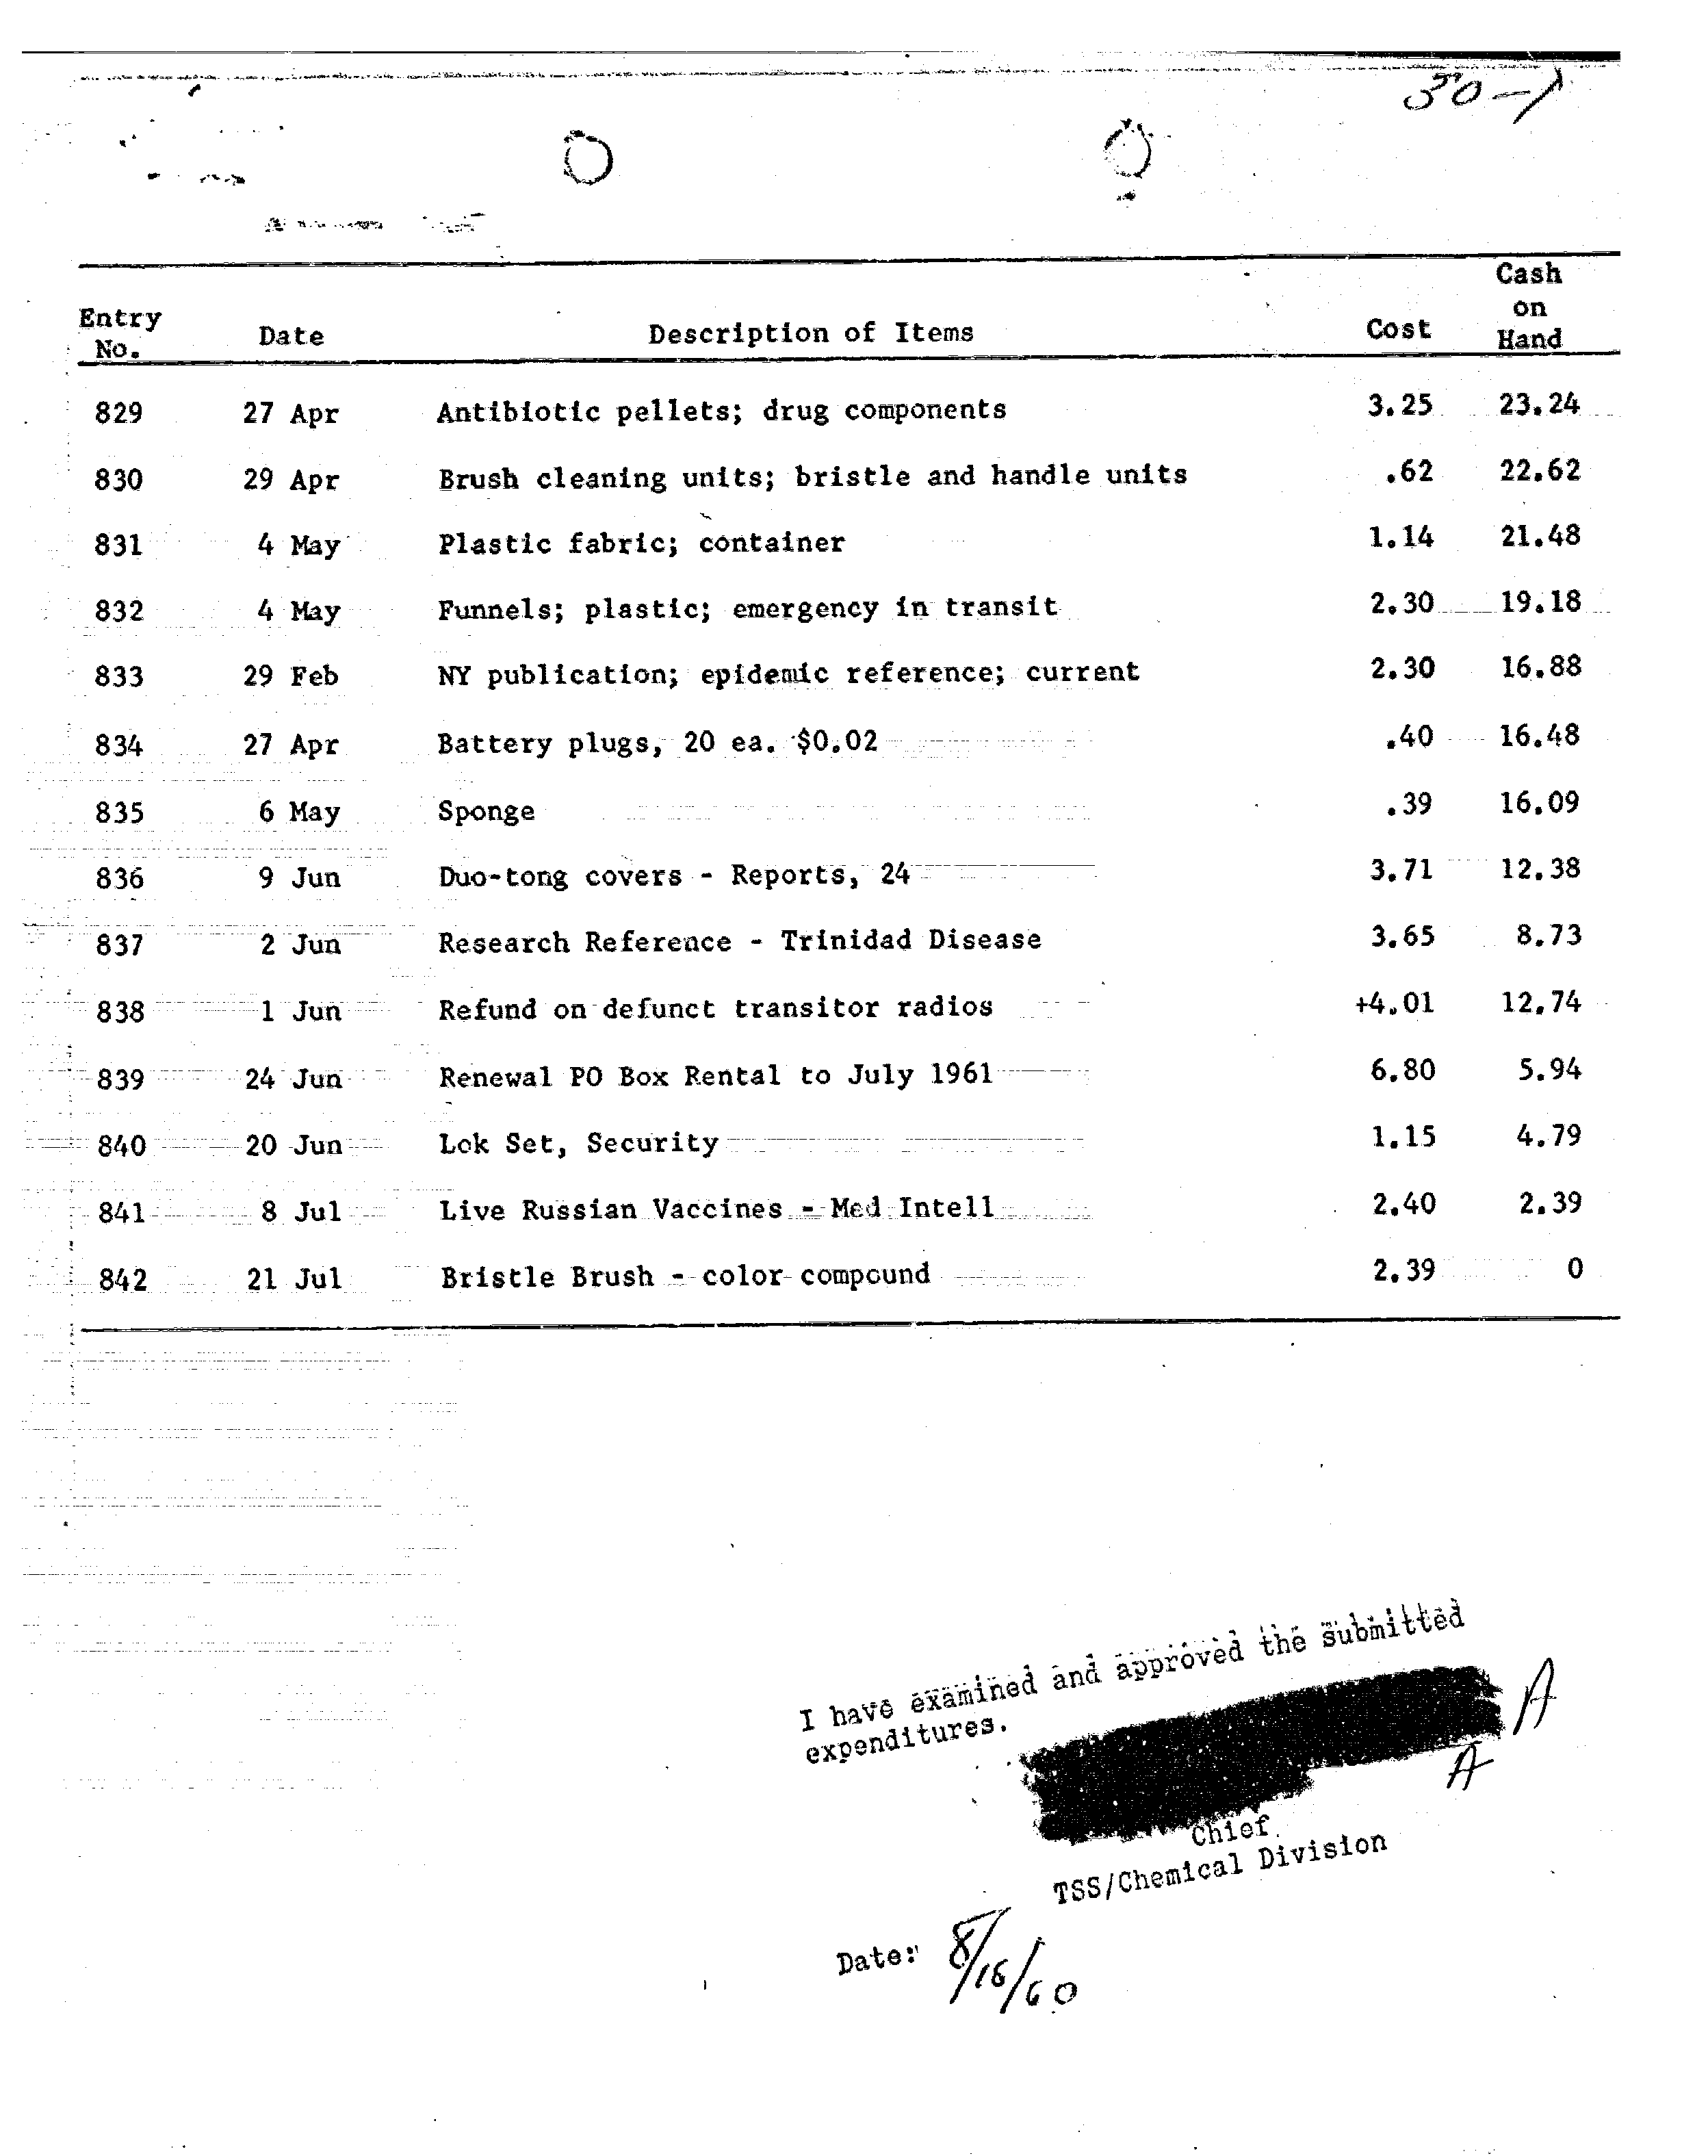 30-1
Cash
on
Entry Date Description of Items Cost Hand
No.
829 27 Apr Antibiotic pellets; drug components 3.25 23.24
830 29 Apr Brush cleaning units; bristle and handle units .62 22.62
831 4 May Plastic fabric; container 1.14 21.48
832 4 May Funnels; plastic; emergency in transit 2.30 19.18
833 29 Feb NY publication; epidemic reference; current 2.30 16.88
834 27 Apr Battery plugs, 20 ea. $0.02 .40 16.48
835 6 May Sponge .39 16.09
836 9 Jun Duo-tong covers - Reports, 24 3.71 12.38
837 2 Jun Research Reference - Trinidad Disease 3.65 8.73
838 1 Jun Refund on defunct transitor radios +4.01 12.74
839 24 Jun Renewal PO Box Rental to July 1961 6.80 5.94
840 20 Jun Lok Set, Security 1.15 4.79
841 8 Jul Live Russian Vaccines - Med Intell 2.40 2.39
842 21 Jul Bristle Brush - color compound 2.39 0
I have examined and approved the submitted
expenditures.
A
A
Chief
TSS/Chemical Division
Date: 8/18/60